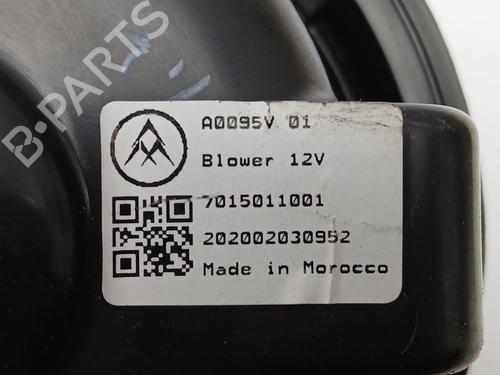 B-PARTS
A0095V 01
Blower 12V
7015011001
202002030952
Made in Morocco